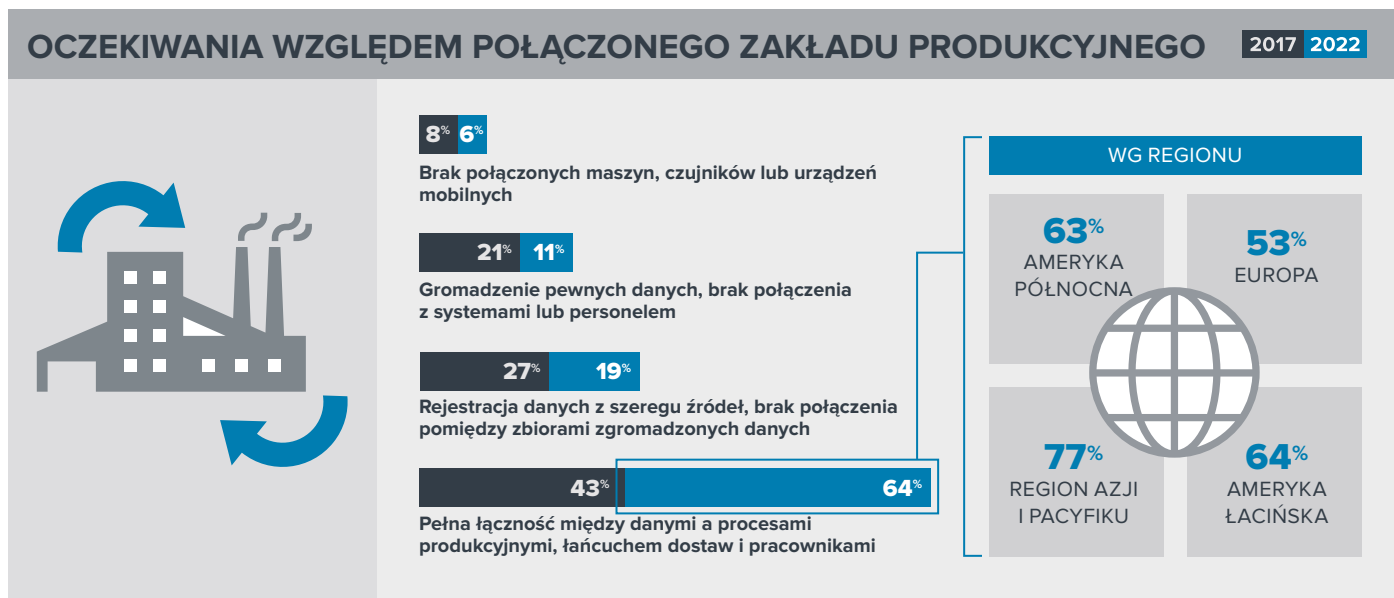 OCZEKIWANIA WZGLĘDEM POŁĄCZONEGO ZAKŁADU PRODUKCYJNEGO
2017 2022
8% 6%
Brak połączonych maszyn, czujników lub urządzeń
mobilnych
21% 11%
Gromadzenie pewnych danych, brak połączenia
z systemami lub personelem
27% 19%
Rejestracja danych z szeregu źródeł, brak połączenia
pomiędzy zbiorami zgromadzonych danych
43% 64%
Pełna łączność między danymi a procesami
produkcyjnymi, łańcuchem dostaw i pracownikami
WG REGIONU
63%
AMERYKA
PÓŁNOCNA
53%
EUROPA
77%
REGION AZJI
I PACYFIKU
64%
AMERYKA
ŁACIŃSKA